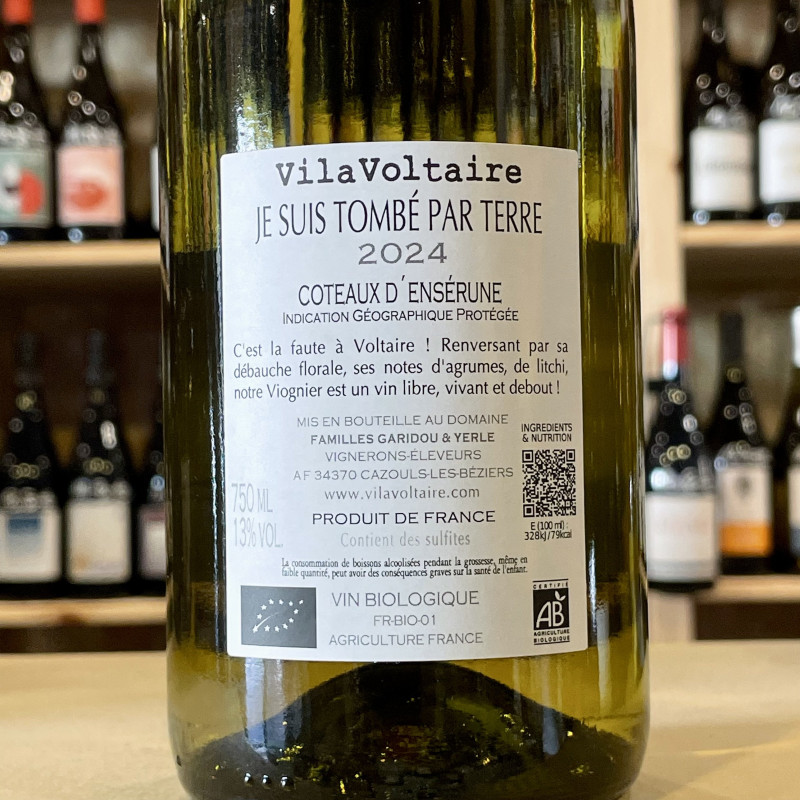 VilaVoltaire
JE SUIS TOMBÉ PAR TERRE
2024
COTEAUX D´ENSÉRUNE
INDICATION GÉOGRAPHIQUE PROTÉGÉE
C'est la faute à Voltaire ! Renversant par sa
débauche florale, ses notes d'agrumes, de litchi,
notre Viognier est un vin libre, vivant et debout !
MIS EN BOUTEILLE AU DOMAINE
FAMILLES GARIDOU & YERLE
VIGNERONS-ÉLEVEURS
A F 34370 CAZOULS-LES-BÉZIERS
www.vilavoltaire.com
INGREDIENTS
& NUTRITION
E (100 ml) :
328kJ/79kcal
750 ML
13% VOL.
PRODUIT DE FRANCE
Contient des sulfites
La consommation de boissons alcoolisées pendant la grossesse, même en
faible quantité, peut avoir des conséquences graves sur la santé de l'enfant.
VIN BIOLOGIQUE
FR-BIO-01
AGRICULTURE FRANCE
CERTIFIÉ
AB
AGRICULTURE
BIOLOGIQUE